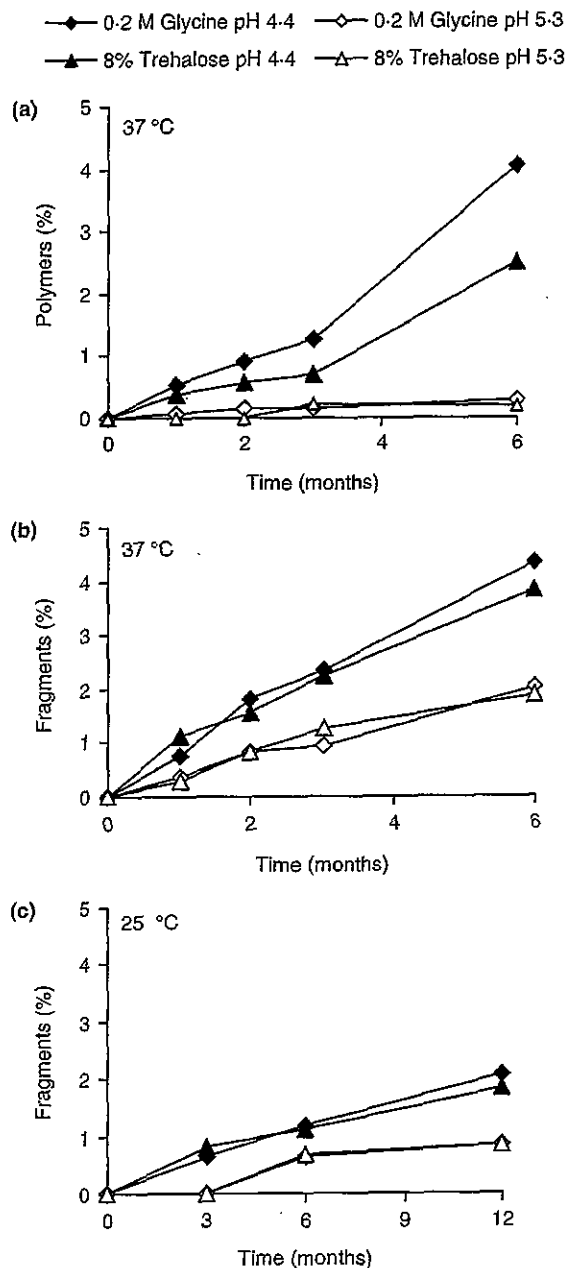 0·2 M Glycine pH 4·4 0·2 M Glycine pH 5·3
8% Trehalose pH 4·4 8% Trehalose pH 5·3
(a)
37 °C
5
4
3
2
1
0
Polymers (%)
0 2 4 6
Time (months)
(b)
37 °C
5
4
3
2
1
0
Fragments (%)
0 2 4 6
Time (months)
(c)
25 °C
5
4
3
2
1
0
Fragments (%)
0 3 6 9 12
Time (months)